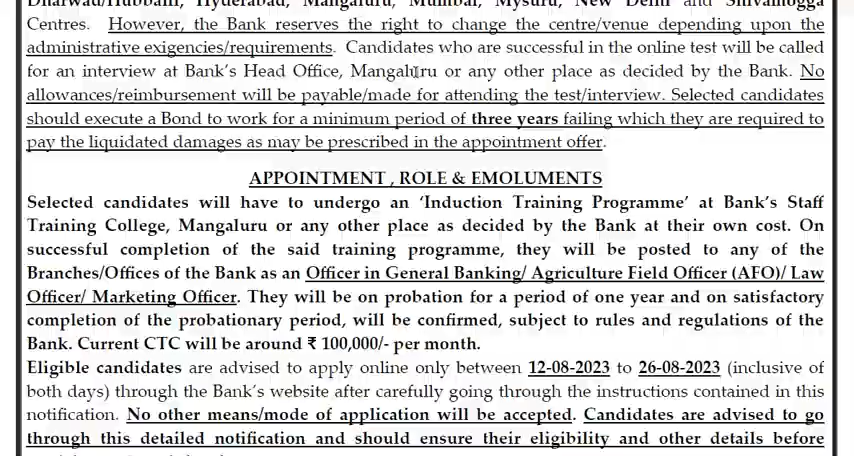 Dharwad/Hubballi, Hyderabad, Mangaluru, Mumbai, Mysuru, New Delhi and Shivamogga
Centres. However, the Bank reserves the right to change the centre/venue depending upon the
administrative exigencies/requirements. Candidates who are successful in the online test will be called
for an interview at Bank's Head Office, Mangaluru or any other place as decided by the Bank. No
allowances/reimbursement will be payable/made for attending the test/interview. Selected candidates
should execute a Bond to work for a minimum period of three years failing which they are required to
pay the liquidated damages as may be prescribed in the appointment offer.
APPOINTMENT , ROLE & EMOLUMENTS
Selected candidates will have to undergo an 'Induction Training Programme' at Bank's Staff
Training College, Mangaluru or any other place as decided by the Bank at their own cost. On
successful completion of the said training programme, they will be posted to any of the
Branches/Offices of the Bank as an Officer in General Banking/ Agriculture Field Officer (AFO)/ Law
Officer/ Marketing Officer. They will be on probation for a period of one year and on satisfactory
completion of the probationary period, will be confirmed, subject to rules and regulations of the
Bank. Current CTC will be around ₹ 100,000/- per month.
Eligible candidates are advised to apply online only between 12-08-2023 to 26-08-2023 (inclusive of
both days) through the Bank's website after carefully going through the instructions contained in this
notification. No other means/mode of application will be accepted. Candidates are advised to go
through this detailed notification and should ensure their eligibility and other details before